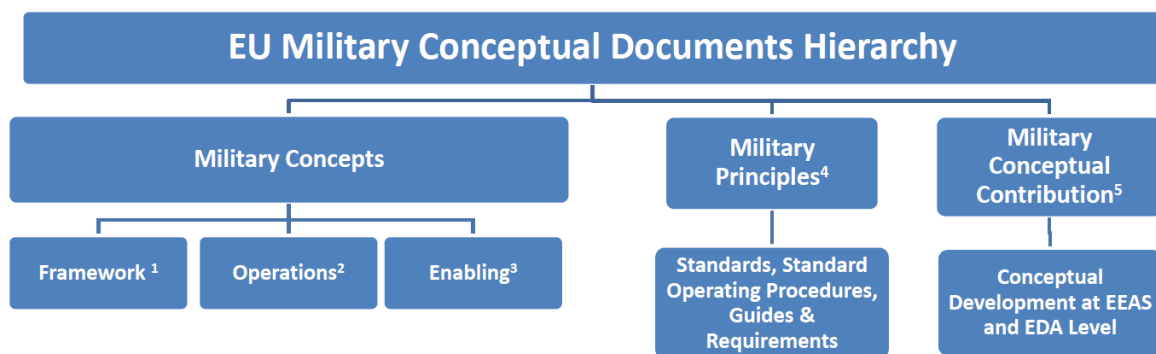 EU Military Conceptual Documents Hierarchy
Military Concepts
Military
Principles⁴
Military
Conceptual
Contribution⁵
Framework ¹
Operations²
Enabling³
Standards, Standard
Operating Procedures,
Guides &
Requirements
Conceptual
Development at EEAS
and EDA Level